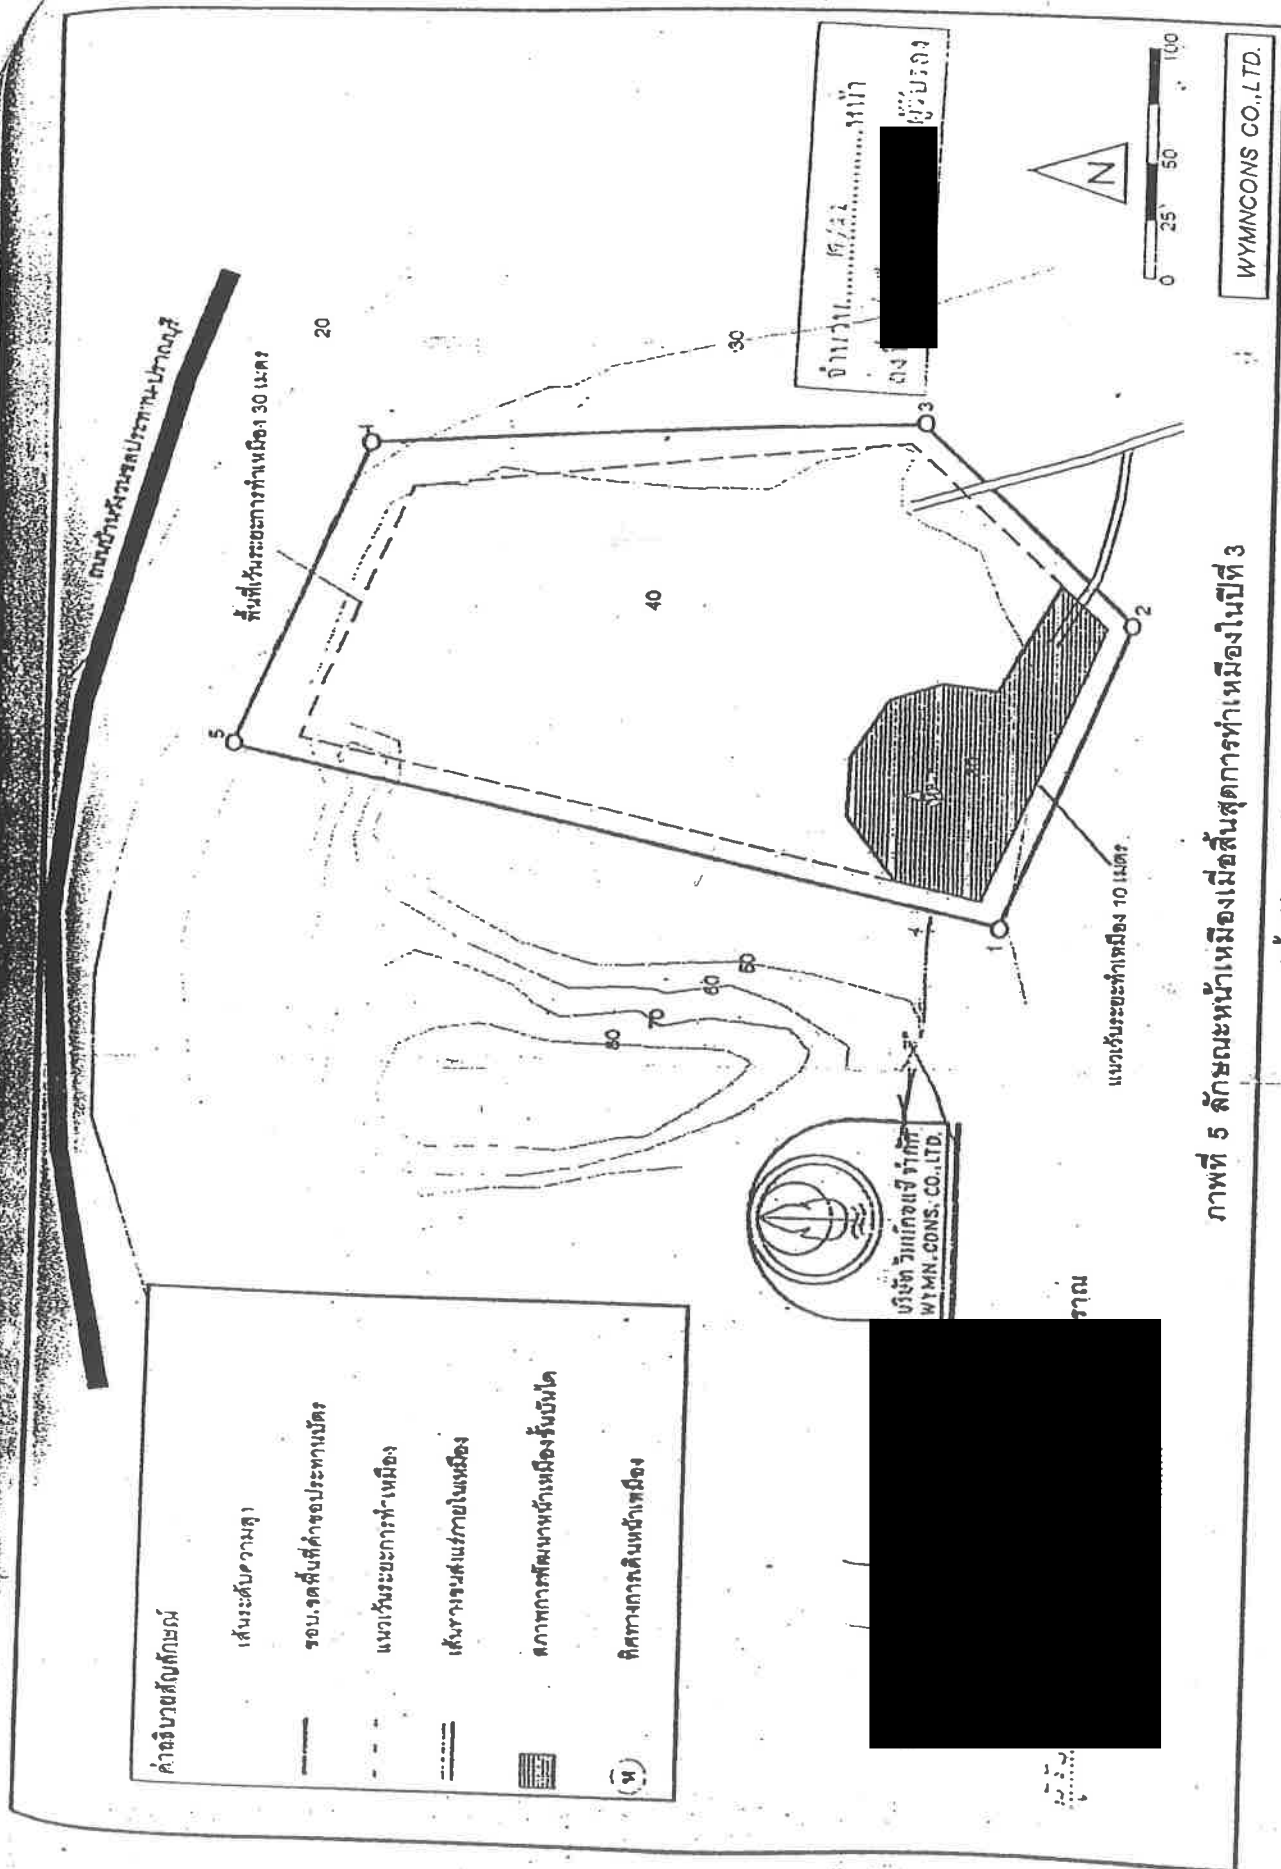 ถนนบ้านวังวน-ชลประทานปราณบุรี
พื้นที่เว้นระยะการทำเหมือง 30 เมตร
20
30
40
50
60
70
80
5
4
3
2
1
จำนวน
หน้า
ผู้รับรอง
N
0 25 50 100
แนวเว้นระยะทำเหมือง 10 เมตร
คำอธิบายสัญลักษณ์
เส้นระดับความสูง
ขอบเขตพื้นที่คำขอประทานบัตร
แนวเว้นระยะการทำเหมือง
เส้นทางขนส่งแร่ภายในเหมือง
สภาพการพัฒนาหน้าเหมืองขั้นบันได
ทิศทางการเดินหน้าเหมือง
WYMN.CONS. CO.,LTD.
ภาพที่ 5 ลักษณะหน้าเหมืองเมื่อสิ้นสุดการทำเหมืองในปีที่ 3
WYMNCONS CO.,LTD.